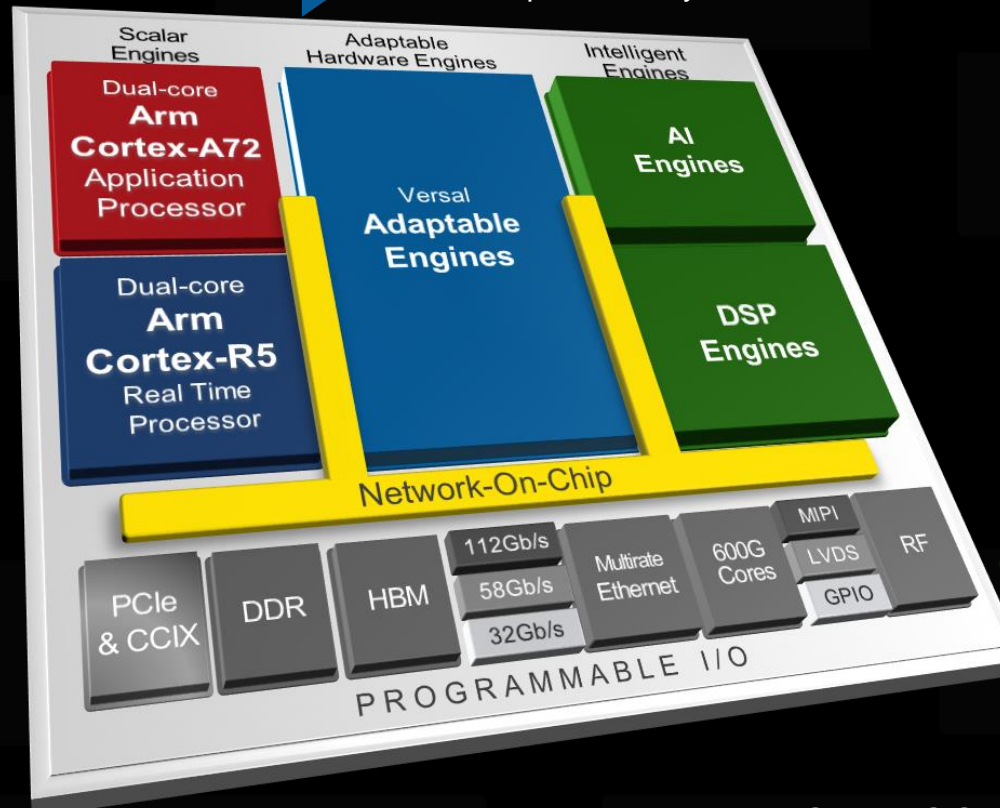 Scalar
Engines
Adaptable
Hardware Engines
Intelligent
Engines
Dual-core
Arm
Cortex-A72
Application
Processor
Dual-core
Arm
Cortex-R5
Real Time
Processor
Versal
Adaptable
Engines
AI
Engines
DSP
Engines
Network-On-Chip
PCIe
& CCIX
DDR
HBM
112Gb/s
58Gb/s
32Gb/s
Multirate
Ethernet
600G
Cores
MIPI
LVDS
GPIO
RF
PROGRAMMABLE I/O